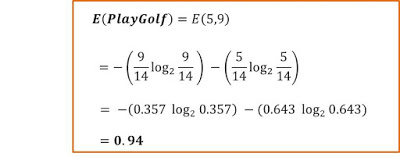 E(PlayGolf) = E(5,9)
= −(9/14 log₂ 9/14) − (5/14 log₂ 5/14)
= −(0.357 log₂ 0.357) − (0.643 log₂ 0.643)
= 0.94